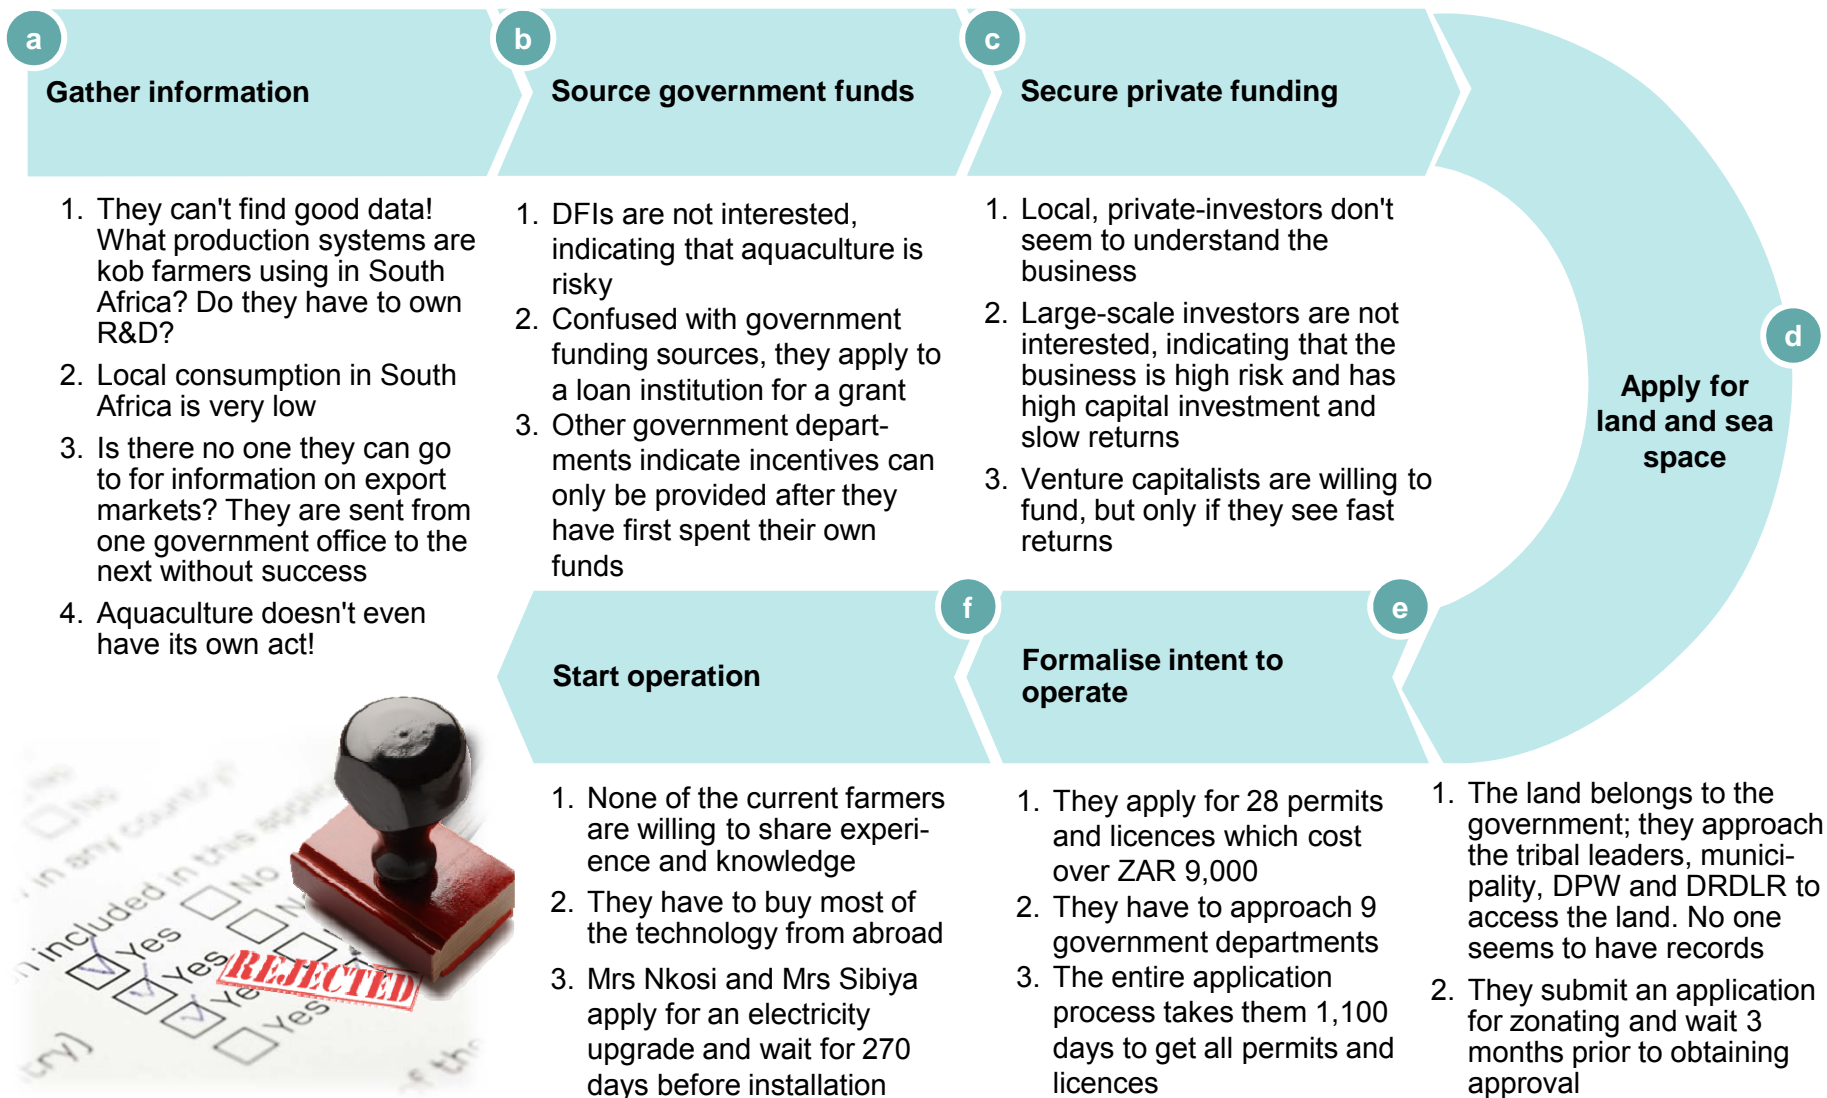 a
Gather information
1. They can't find good data!
What production systems are
kob farmers using in South
Africa? Do they have to own
R&D?
2. Local consumption in South
Africa is very low
3. Is there no one they can go
to for information on export
markets? They are sent from
one government office to the
next without success
4. Aquaculture doesn't even
have its own act!
b
Source government funds
1. DFIs are not interested,
indicating that aquaculture is
risky
2. Confused with government
funding sources, they apply to
a loan institution for a grant
3. Other government depart-
ments indicate incentives can
only be provided after they
have first spent their own
funds
c
Secure private funding
1. Local, private-investors don't
seem to understand the
business
2. Large-scale investors are not
interested, indicating that the
business is high risk and has
high capital investment and
slow returns
3. Venture capitalists are willing to
fund, but only if they see fast
returns
d
Apply for
land and sea
space
1. The land belongs to the
government; they approach
the tribal leaders, munici-
pality, DPW and DRDLR to
access the land. No one
seems to have records
2. They submit an application
for zonating and wait 3
months prior to obtaining
approval
e
Formalise intent to
operate
1. They apply for 28 permits
and licences which cost
over ZAR 9,000
2. They have to approach 9
government departments
3. The entire application
process takes them 1,100
days to get all permits and
licences
f
Start operation
1. None of the current farmers
are willing to share experi-
ence and knowledge
2. They have to buy most of
the technology from abroad
3. Mrs Nkosi and Mrs Sibiya
apply for an electricity
upgrade and wait for 270
days before installation
No
in any country?
included in this
Yes
No
Yes
Ye
Yes
REJECTED
of the